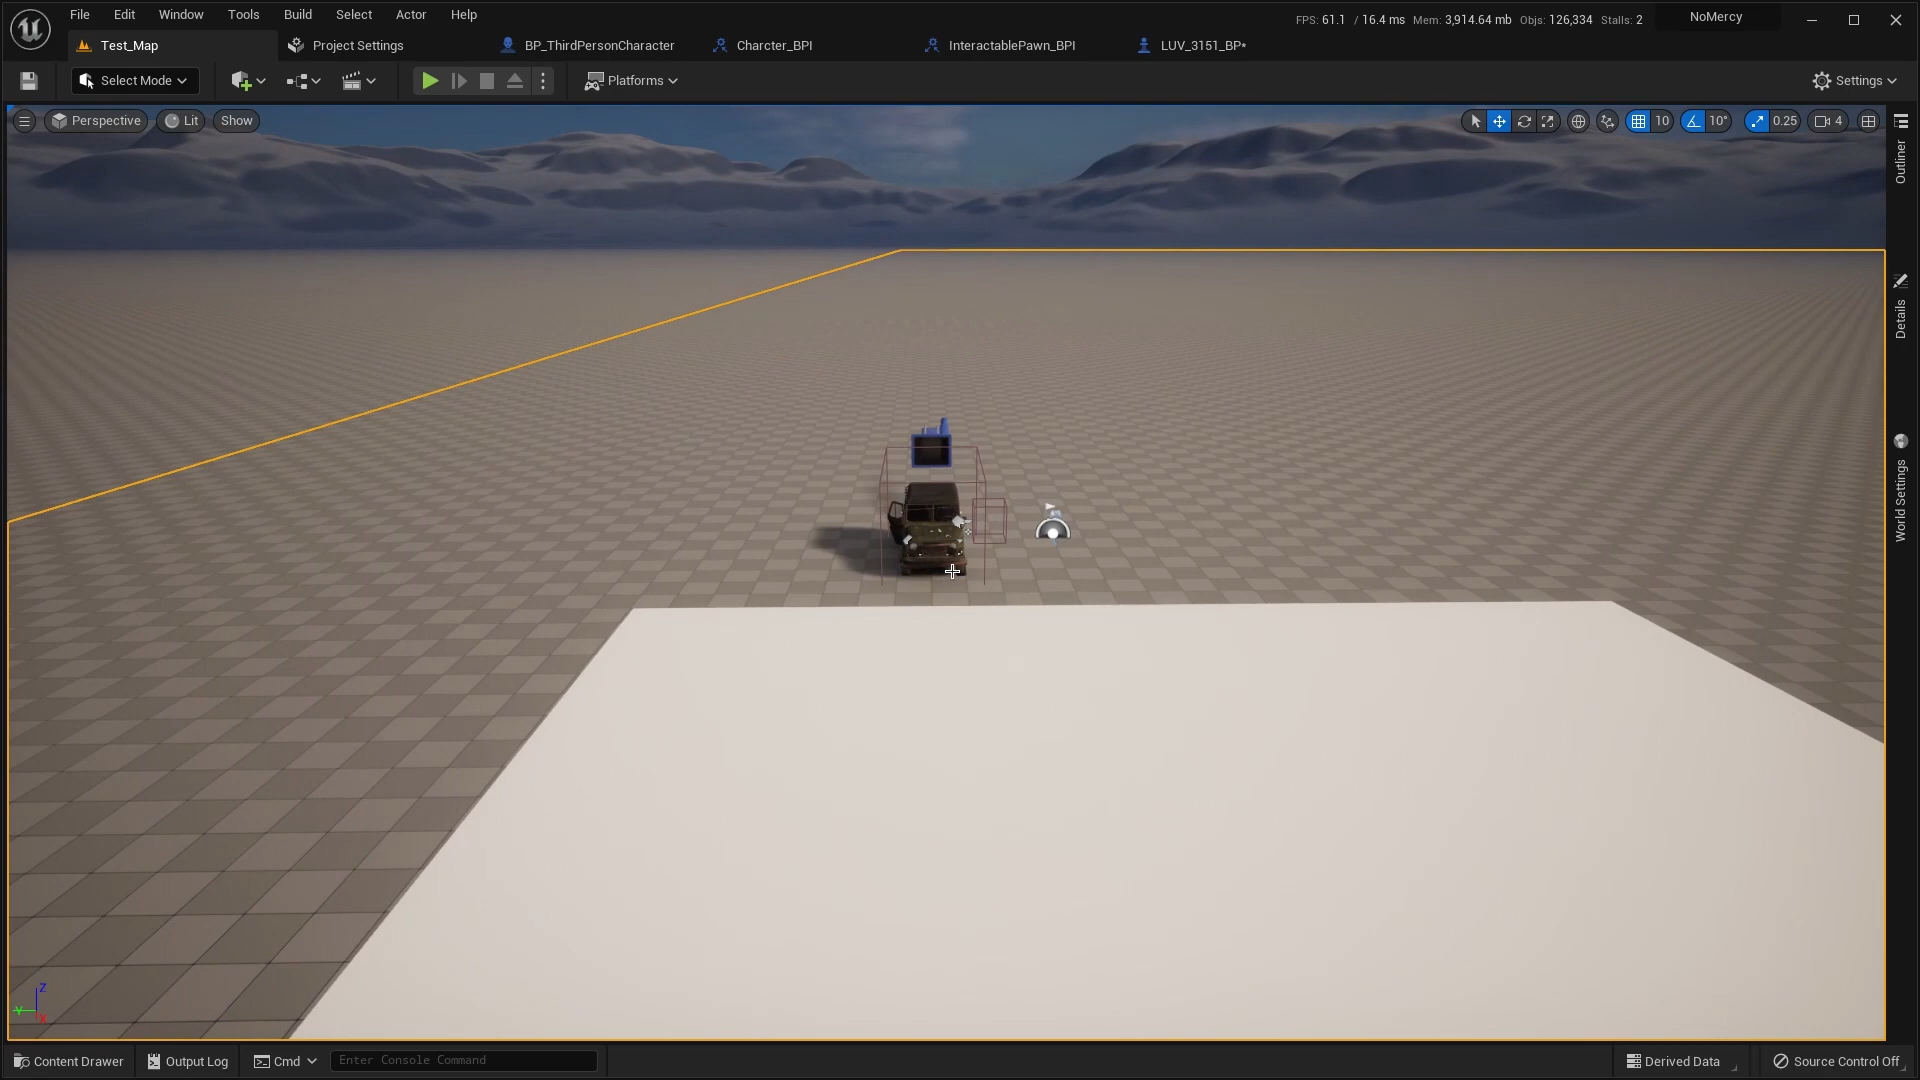 File Edit Window Tools Build Select Actor Help
FPS: 61.1 / 16.4 ms Mem: 3,914.64 mb Objs: 126,334 Stalls: 2
NoMercy
Test_Map
Project Settings
BP_ThirdPersonCharacter
Charcter_BPI
InteractablePawn_BPI
LUV_3151_BP*
Select Mode
Platforms
Settings
Perspective
Lit
Show
10
10°
0.25
4
Outliner
Details
World Settings
Z
Y
X
Content Drawer
Output Log
Cmd
Enter Console Command
Derived Data
Source Control Off